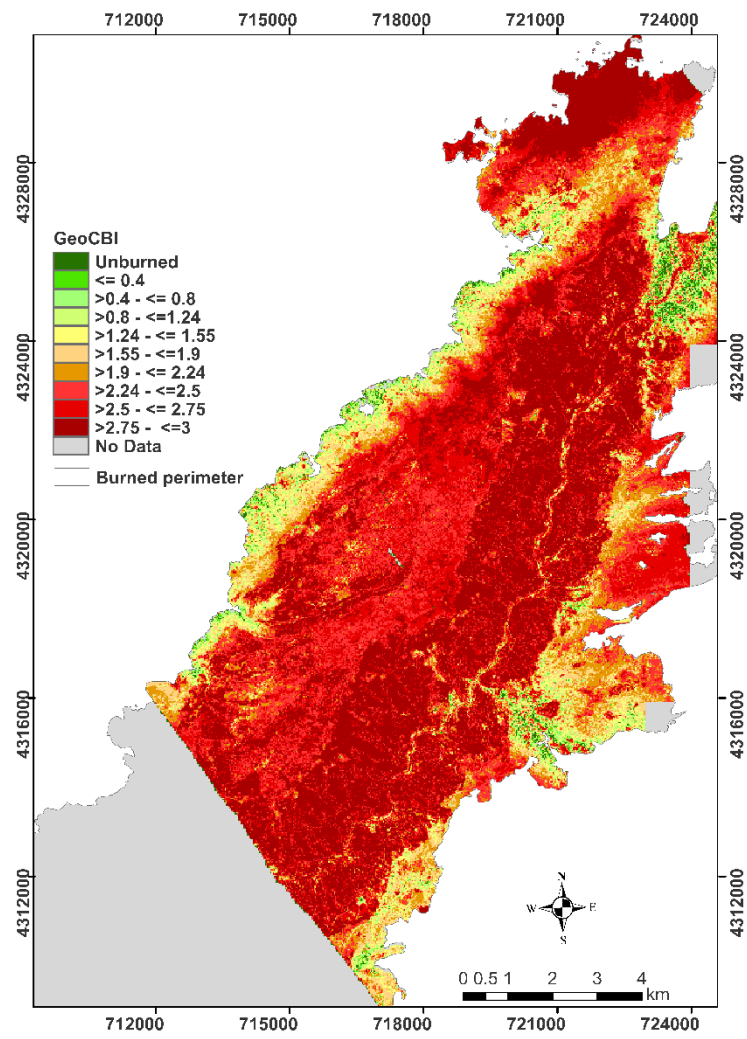 712000 715000 718000 721000 724000
4328000 4328000
GeoCBI
Unburned
<= 0.4
>0.4 - <= 0.8
>0.8 - <=1.24
>1.24 - <= 1.55
>1.55 - <=1.9
>1.9 - <= 2.24
>2.24 - <=2.5
>2.5 - <= 2.75
>2.75 - <=3
No Data
Burned perimeter
4324000 4324000
4320000 4320000
4316000 4316000
4312000 4312000
N
W E
S
0 0.5 1 2 3 4
km
712000 715000 718000 721000 724000